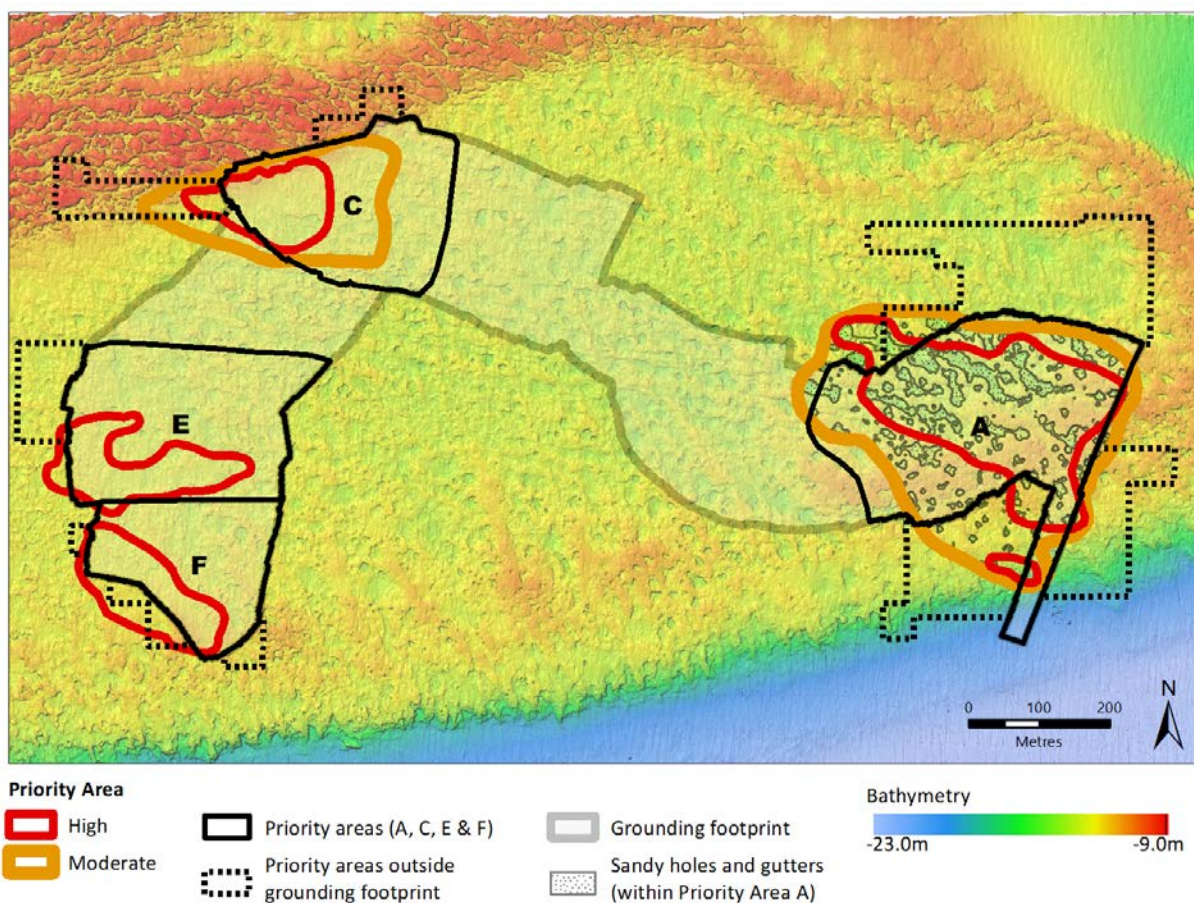 C
E
A
F
N
0 100 200
Metres
Priority Area
High
Moderate
Priority areas (A, C, E & F)
Priority areas outside
grounding footprint
Grounding footprint
Sandy holes and gutters
(within Priority Area A)
Bathymetry
-23.0m -9.0m